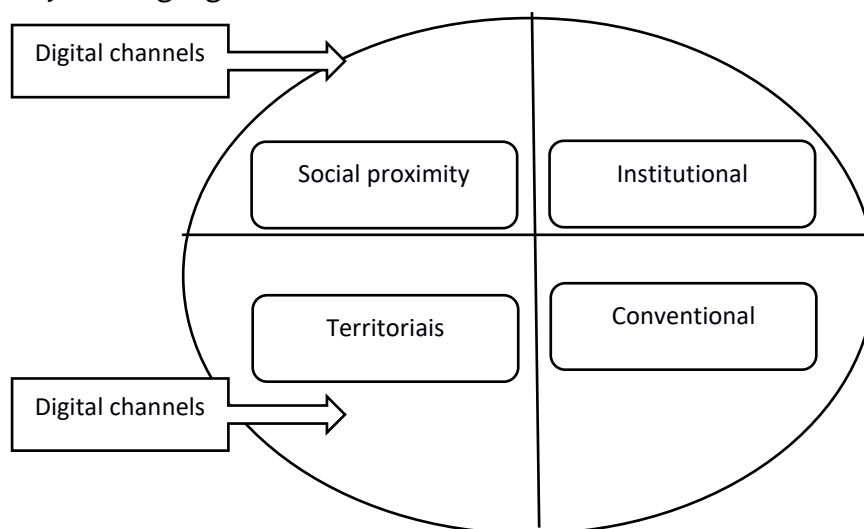 Digital channels
Social proximity
Institutional
Territoriais
Conventional
Digital channels